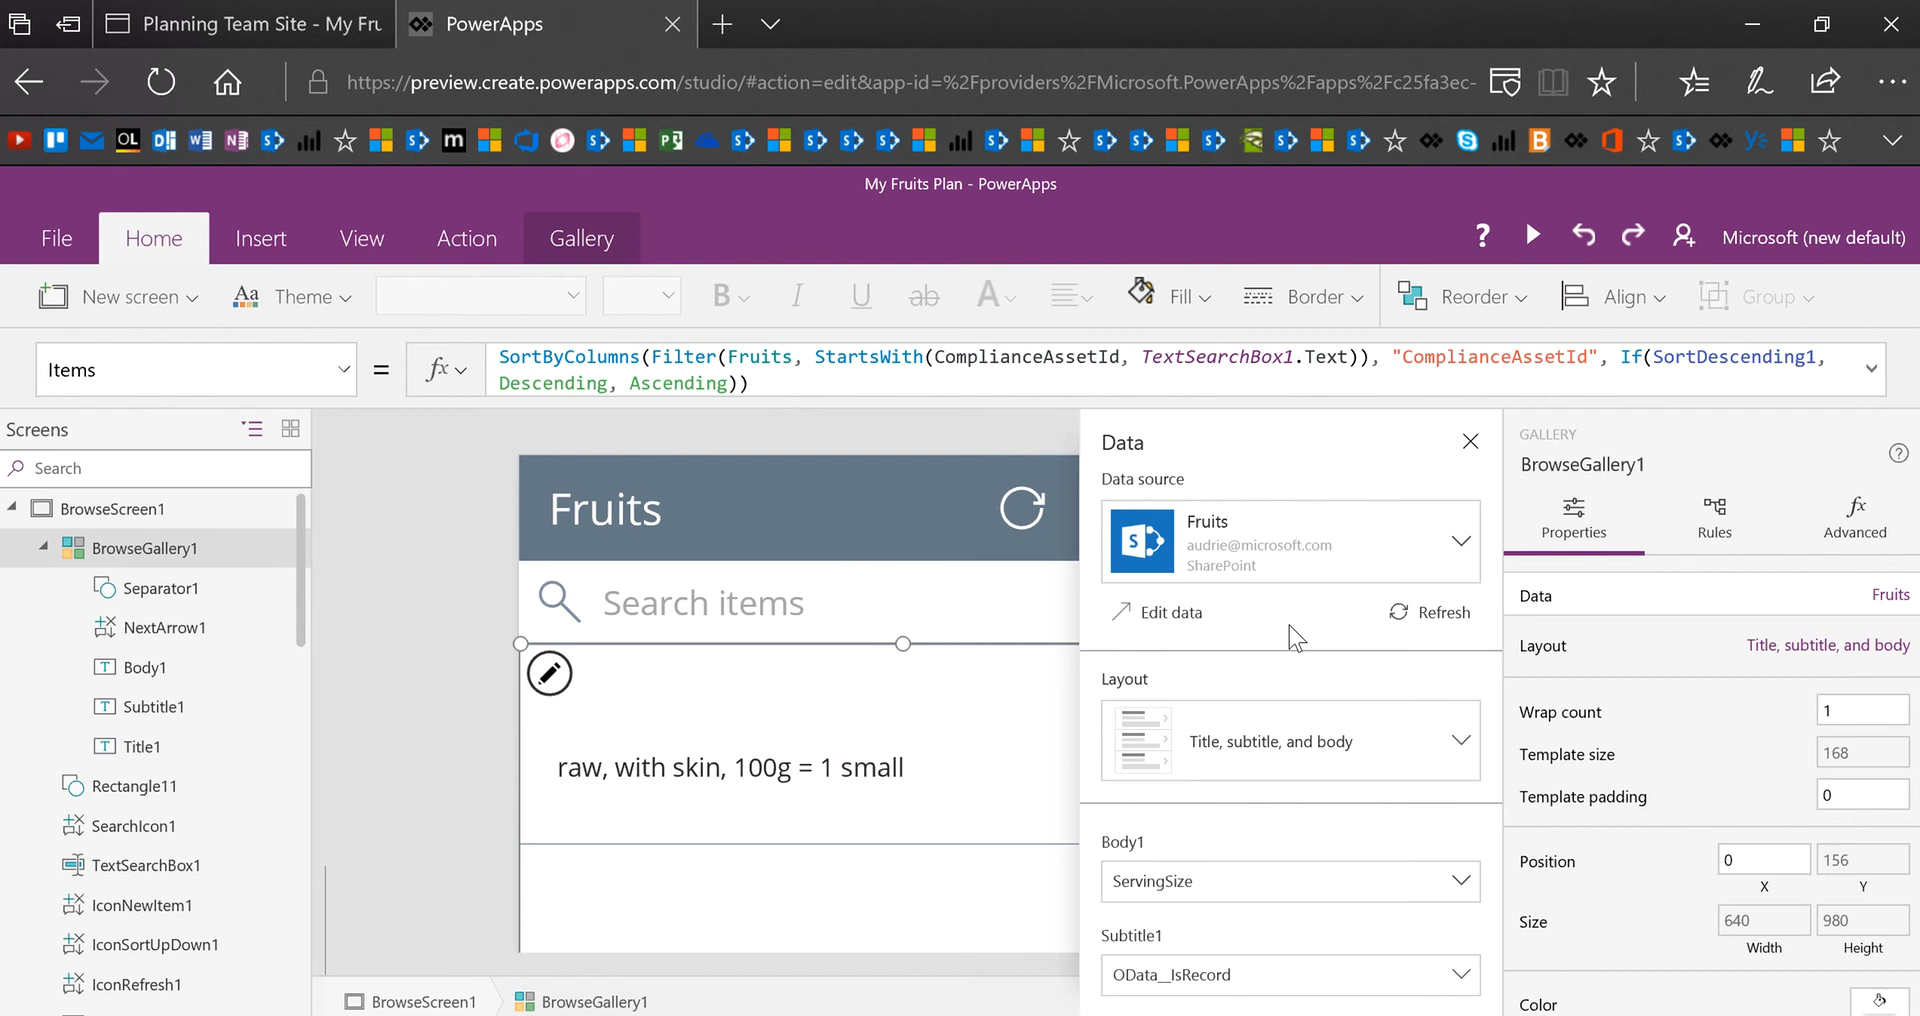 Planning Team Site - My Fru
PowerApps
https://preview.create.powerapps.com/studio/#action=edit&app-id=%2Fproviders%2FMicrosoft.PowerApps%2Fapps%2Fc25fa3ec-
My Fruits Plan - PowerApps
File Home Insert View Action Gallery
? Microsoft (new default)
New screen Theme B I U ab A Fill Border Reorder Align Group
Items = fx SortByColumns(Filter(Fruits, StartsWith(ComplianceAssetId, TextSearchBox1.Text)), "ComplianceAssetId", If(SortDescending1,
Descending, Ascending))
Screens
Search
BrowseScreen1
BrowseGallery1
Separator1
NextArrow1
Body1
Subtitle1
Title1
Rectangle11
SearchIcon1
TextSearchBox1
IconNewItem1
IconSortUpDown1
IconRefresh1
Fruits
Search items
raw, with skin, 100g = 1 small
BrowseScreen1 BrowseGallery1
Data
Data source
Fruits
audrie@microsoft.com
SharePoint
Edit data Refresh
Layout
Title, subtitle, and body
Body1
ServingSize
Subtitle1
OData__IsRecord
GALLERY
BrowseGallery1
?
Properties Rules fx Advanced
Data Fruits
Layout Title, subtitle, and body
Wrap count 1
Template size 168
Template padding 0
Position 0 156
X Y
Size 640 980
Width Height
Color